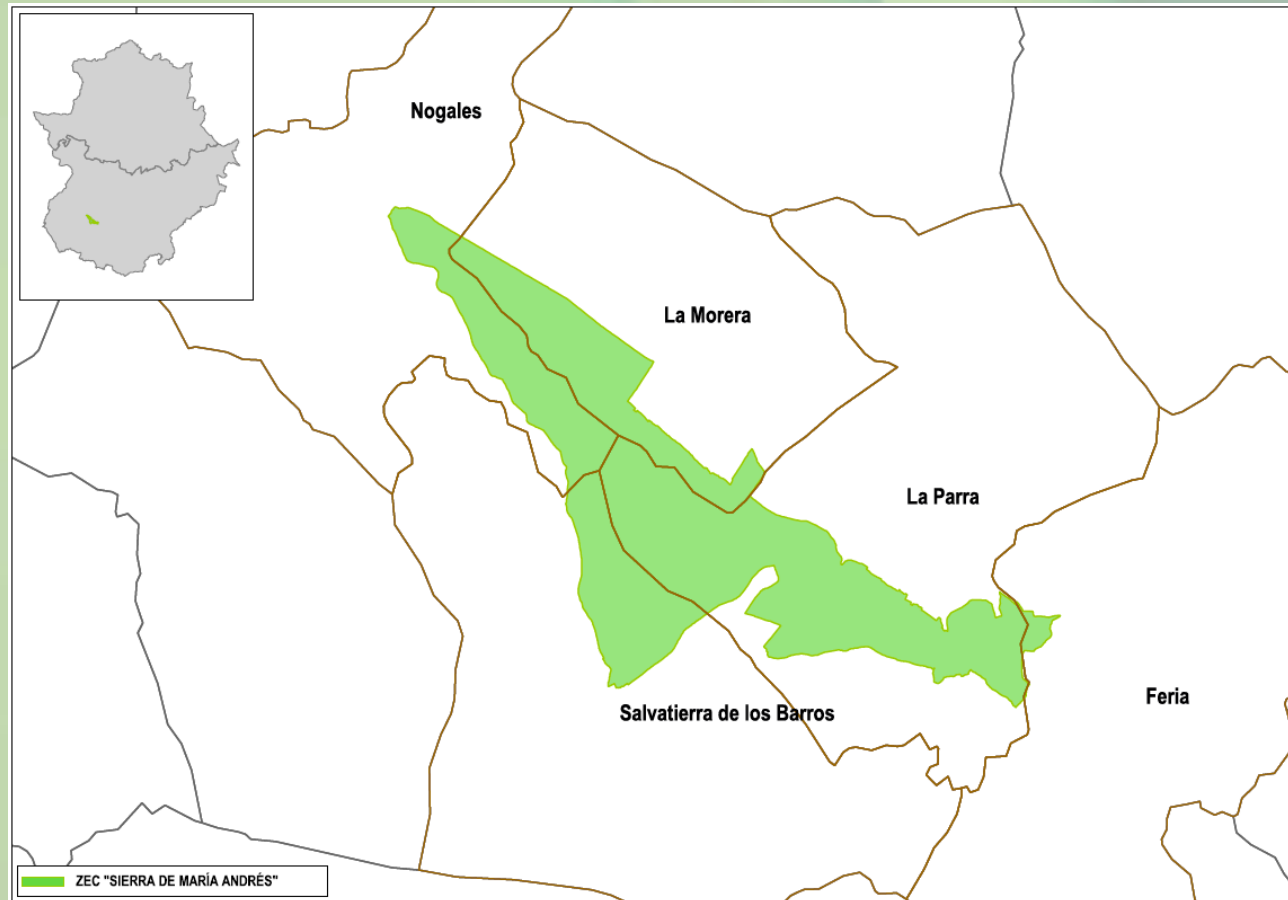 Nogales
La Morera
La Parra
Feria
Salvatierra de los Barros
ZEC "SIERRA DE MARÍA ANDRÉS"